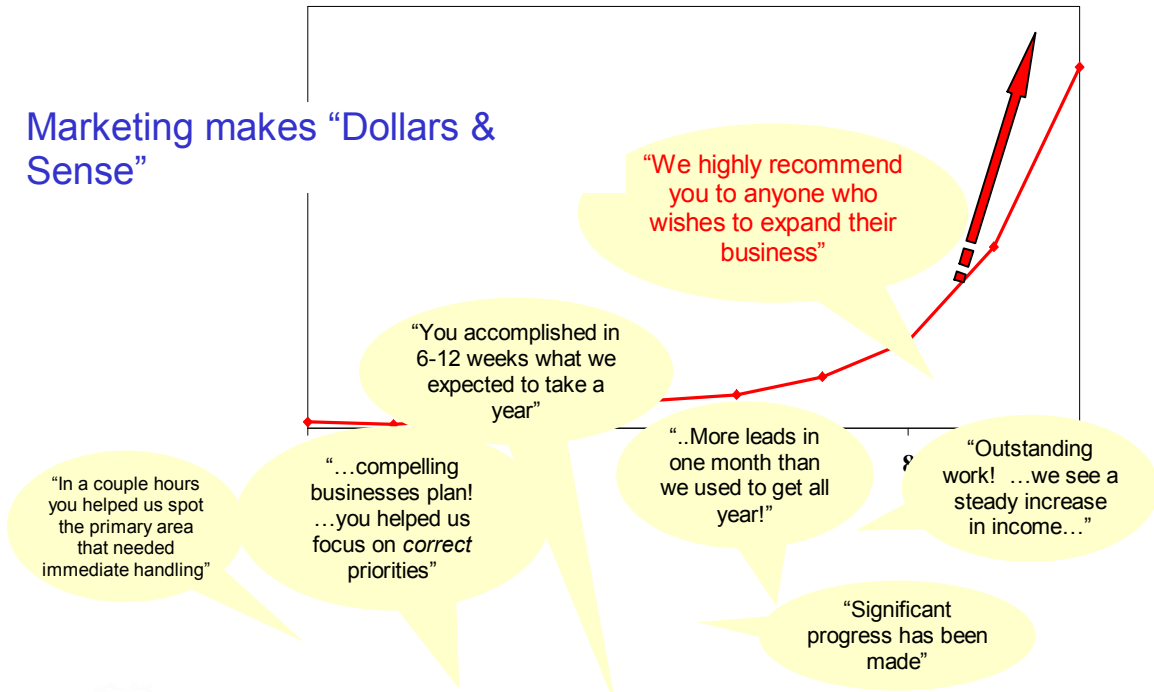 Marketing makes “Dollars &
Sense”
“We highly recommend
you to anyone who
wishes to expand their
business”
“You accomplished in
6-12 weeks what we
expected to take a
year”
“In a couple hours
you helped us spot
the primary area
that needed
immediate handling”
“…compelling
businesses plan!
…you helped us
focus on correct
priorities”
“..More leads in
one month than
we used to get all
year!”
8
“Outstanding
work!   …we see a
steady increase
in income…”
“Significant
progress has been
made”